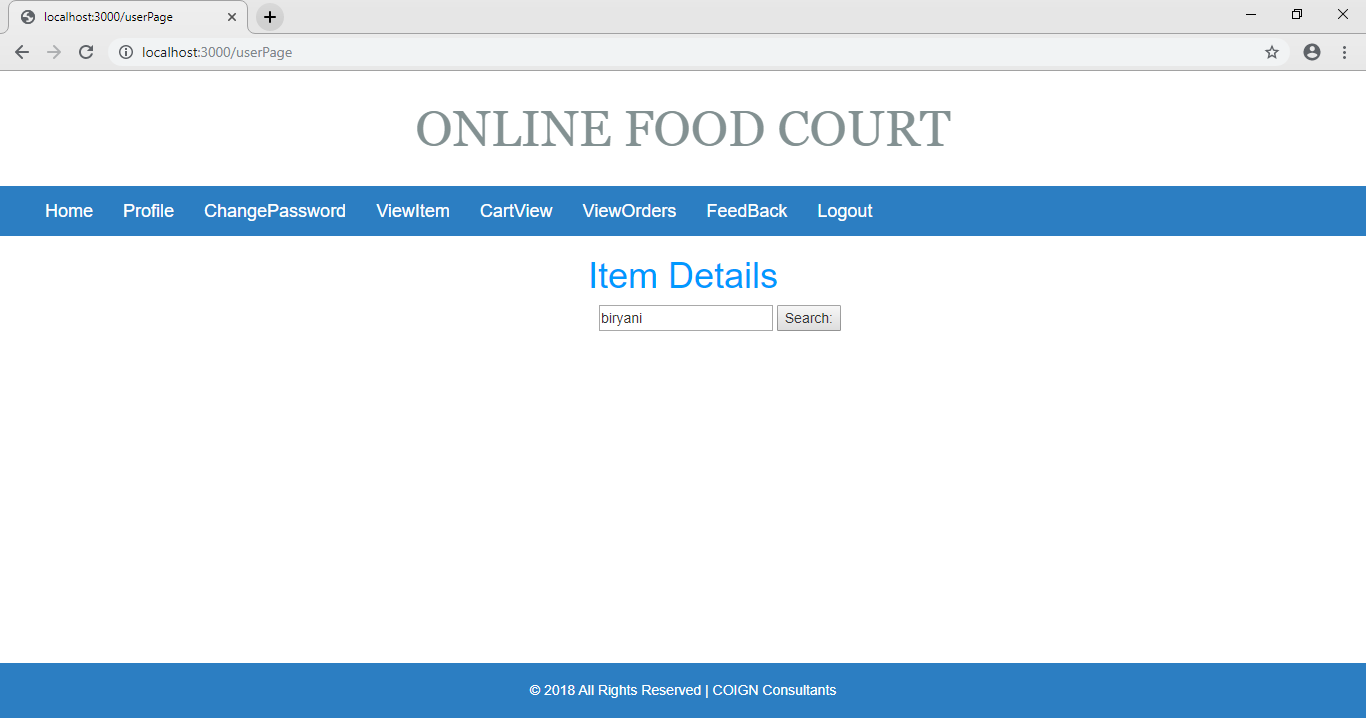 localhost:3000/userPage
localhost:3000/userPage
ONLINE FOOD COURT
Home Profile ChangePassword ViewItem CartView ViewOrders FeedBack Logout
Item Details
biryani Search:
© 2018 All Rights Reserved | COIGN Consultants